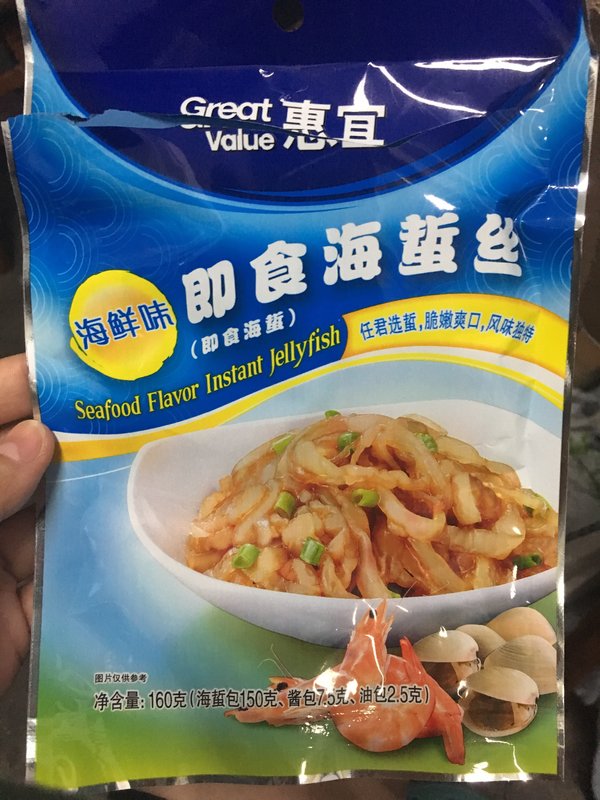 Great
Value
惠宜
海鲜味
即食海蜇丝
(即食海蜇)
Seafood Flavor Instant Jellyfish
任君选蜇,脆嫩爽口,风味独特
图片仅供参考
净含量: 160克(海蜇包150克、酱包7.5克、油包2.5克)